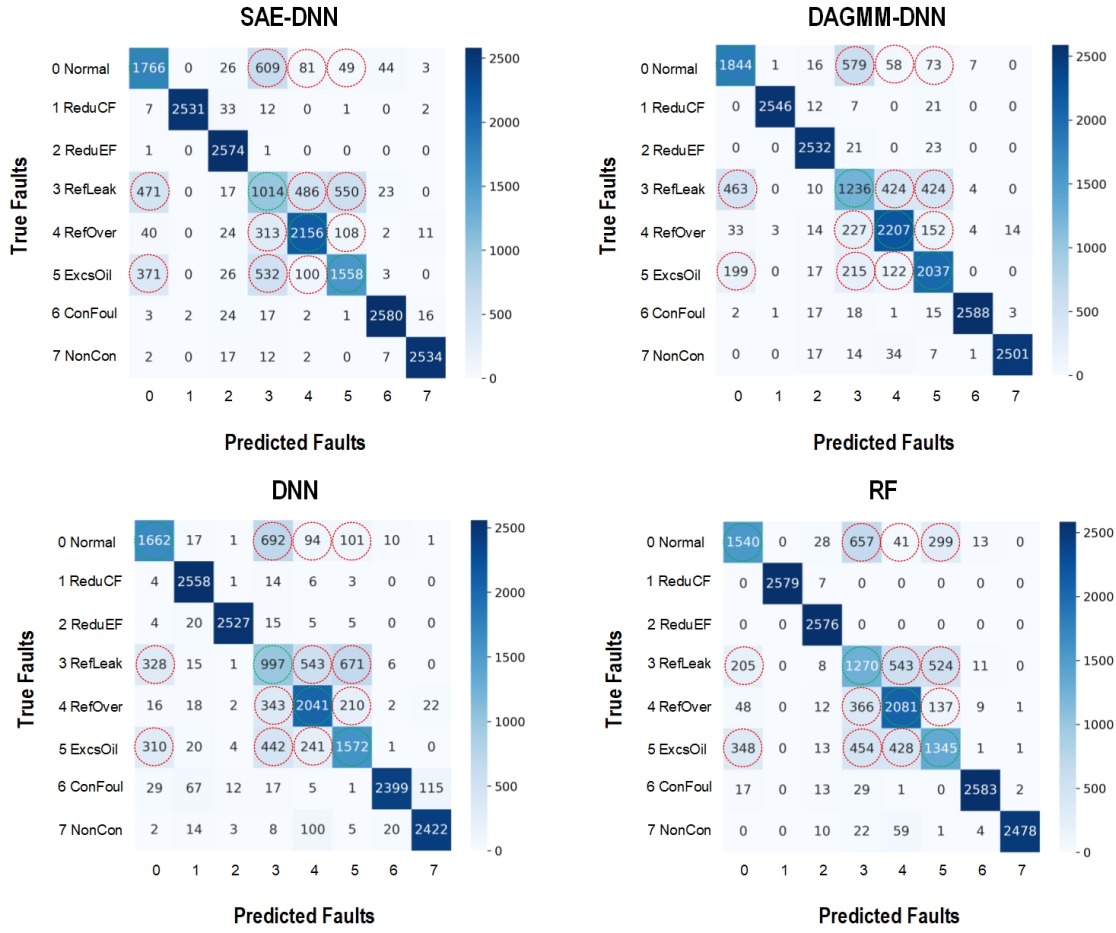 SAE-DNN
0 Normal 1766 0 26 609 81 49 44 3
1 ReduCF 7 2531 33 12 0 1 0 2
2 ReduEF 1 0 2574 1 0 0 0 0
3 RefLeak 471 0 17 1014 486 550 23 0
4 RefOver 40 0 24 313 2156 108 2 11
5 ExcsOil 371 0 26 532 100 1558 3 0
6 ConFoul 3 2 24 17 2 1 2580 16
7 NonCon 2 0 17 12 2 0 7 2534
0 1 2 3 4 5 6 7
True Faults
Predicted Faults
2500
2000
1500
1000
500
0
DAGMM-DNN
0 Normal 1844 1 16 579 58 73 7 0
1 ReduCF 0 2546 12 7 0 21 0 0
2 ReduEF 0 0 2532 21 0 23 0 0
3 RefLeak 463 0 10 1236 424 424 4 0
4 RefOver 33 3 14 227 2207 152 4 14
5 ExcsOil 199 0 17 215 122 2037 0 0
6 ConFoul 2 1 17 18 1 15 2588 3
7 NonCon 0 0 17 14 34 7 1 2501
0 1 2 3 4 5 6 7
True Faults
Predicted Faults
2500
2000
1500
1000
500
0
DNN
0 Normal 1662 17 1 692 94 101 10 1
1 ReduCF 4 2558 1 14 6 3 0 0
2 ReduEF 4 20 2527 15 5 5 0 0
3 RefLeak 328 15 1 997 543 671 6 0
4 RefOver 16 18 2 343 2041 210 2 22
5 ExcsOil 310 20 4 442 241 1572 1 0
6 ConFoul 29 67 12 17 5 1 2399 115
7 NonCon 2 14 3 8 100 5 20 2422
0 1 2 3 4 5 6 7
True Faults
Predicted Faults
2500
2000
1500
1000
500
0
RF
0 Normal 1540 0 28 657 41 299 13 0
1 ReduCF 0 2579 7 0 0 0 0 0
2 ReduEF 0 0 2576 0 0 0 0 0
3 RefLeak 205 0 8 1270 543 524 11 0
4 RefOver 48 0 12 366 2081 137 9 1
5 ExcsOil 348 0 13 454 428 1345 1 1
6 ConFoul 17 0 13 29 1 0 2583 2
7 NonCon 0 0 10 22 59 1 4 2478
0 1 2 3 4 5 6 7
True Faults
Predicted Faults
2500
2000
1500
1000
500
0